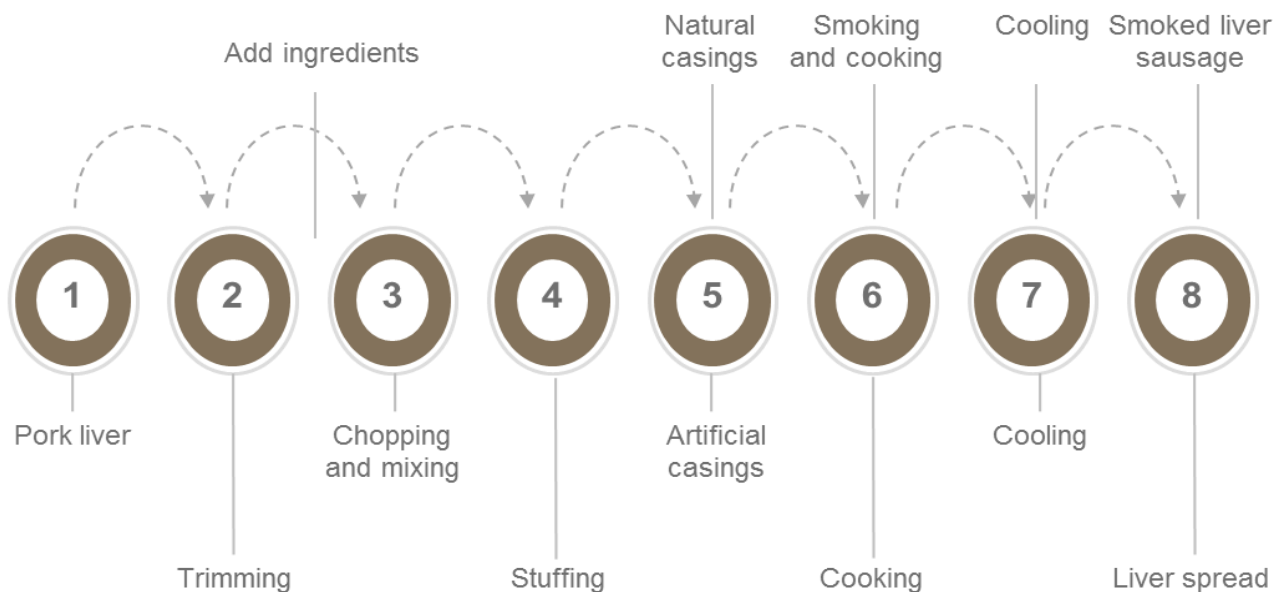 Natural
casings
Smoking
and cooking
Cooling
Smoked liver
sausage
Add ingredients
1
2
3
4
5
6
7
8
Pork liver
Chopping
and mixing
Artificial
casings
Cooling
Trimming
Stuffing
Cooking
Liver spread